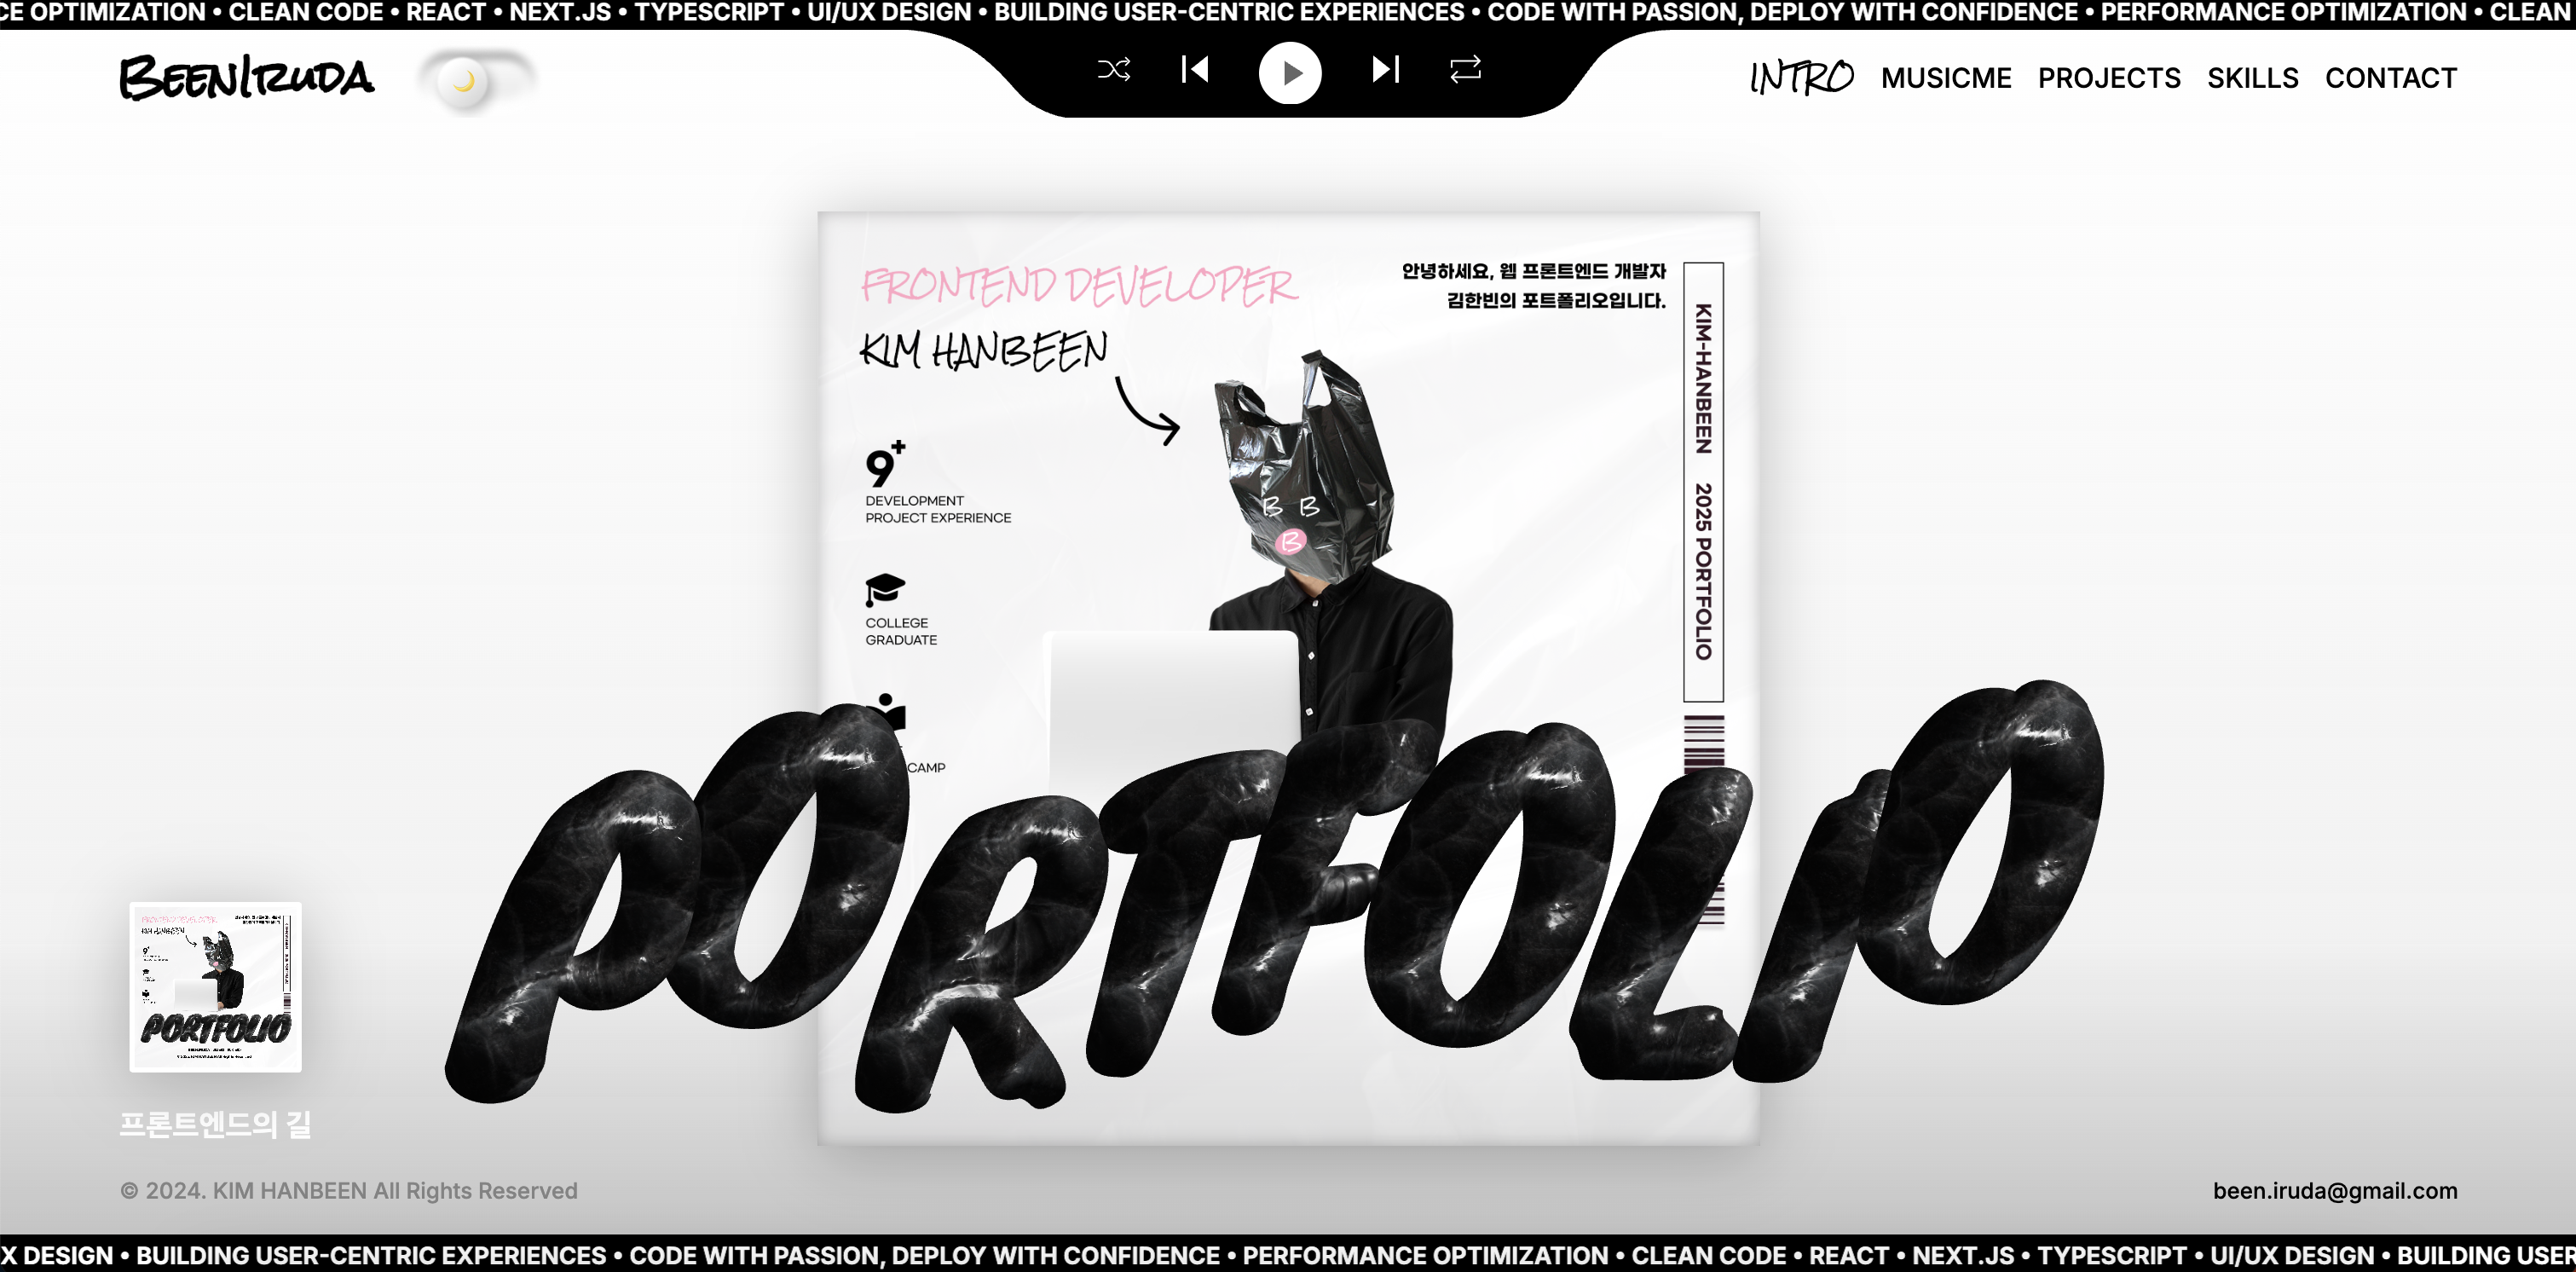 CE OPTIMIZATION • CLEAN CODE • REACT • NEXT.JS • TYPESCRIPT • UI/UX DESIGN • BUILDING USER-CENTRIC EXPERIENCES • CODE WITH PASSION, DEPLOY WITH CONFIDENCE • PERFORMANCE OPTIMIZATION • CLEAN
BEENIRUDA
INTRO MUSICME PROJECTS SKILLS CONTACT
FRONTEND DEVELOPER
KIM HANBEEN
안녕하세요, 웹 프론트엔드 개발자
김한빈의 포트폴리오입니다.
KIM-HANBEEN 2025 PORTFOLIO
9+
DEVELOPMENT
PROJECT EXPERIENCE
B B
B
COLLEGE
GRADUATE
CAMP
PORTFOLIO
FRONTEND DEVELOPER
KIM HANBEEN
PORTFOLIO
프론트엔드의 길
© 2024. KIM HANBEEN All Rights Reserved
been.iruda@gmail.com
X DESIGN • BUILDING USER-CENTRIC EXPERIENCES • CODE WITH PASSION, DEPLOY WITH CONFIDENCE • PERFORMANCE OPTIMIZATION • CLEAN CODE • REACT • NEXT.JS • TYPESCRIPT • UI/UX DESIGN • BUILDING USER